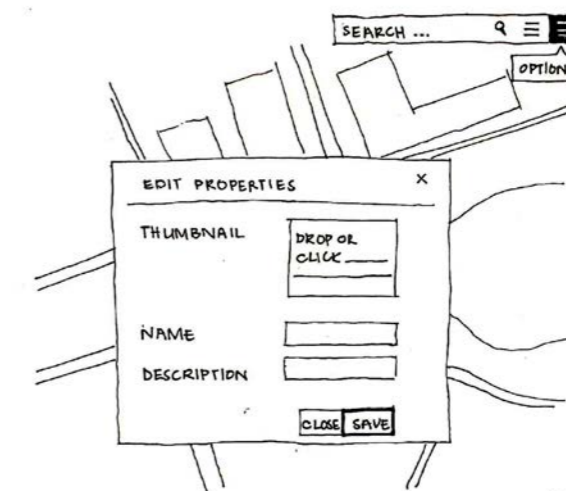 SEARCH ...
OPTION
EDIT PROPERTIES X
THUMBNAIL
DROP OR
CLICK
NAME
DESCRIPTION
CLOSE SAVE